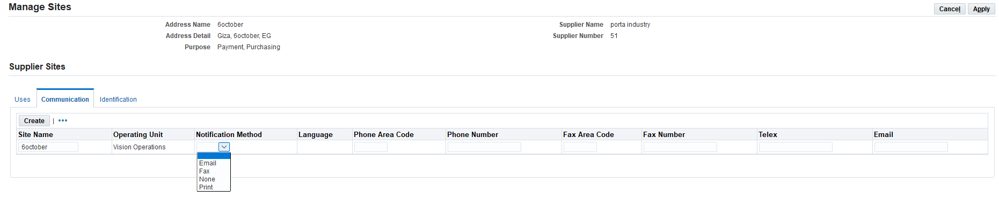 Manage Sites
Cancel Apply
Address Name 6october
Supplier Name porta industry
Address Detail Giza, 6october, EG
Supplier Number 51
Purpose Payment, Purchasing
Supplier Sites
Uses Communication Identification
Create | •••
Site Name Operating Unit Notification Method Language Phone Area Code Phone Number Fax Area Code Fax Number Telex Email
6october Vision Operations
Email
Fax
None
Print